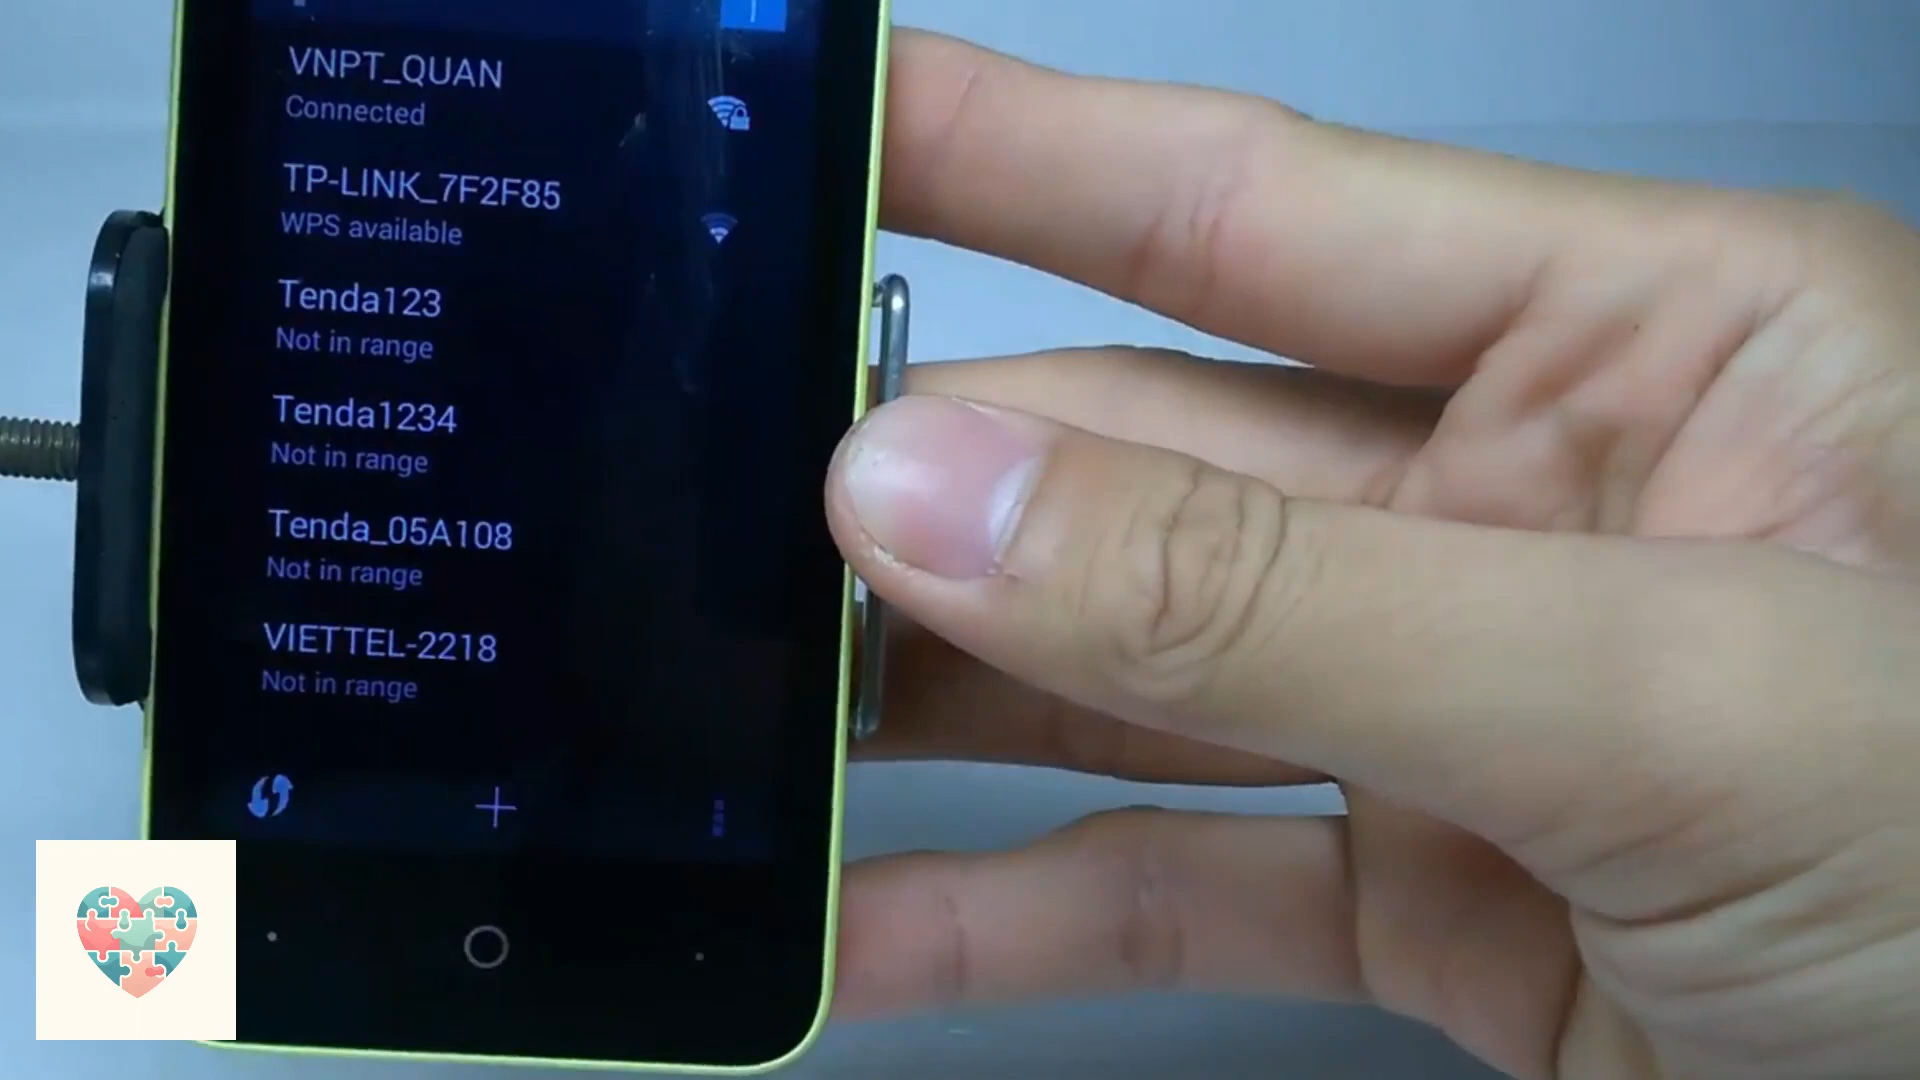 VNPT_QUAN
Connected
TP-LINK_7F2F85
WPS available
Tenda123
Not in range
Tenda1234
Not in range
Tenda_05A108
Not in range
VIETTEL-2218
Not in range